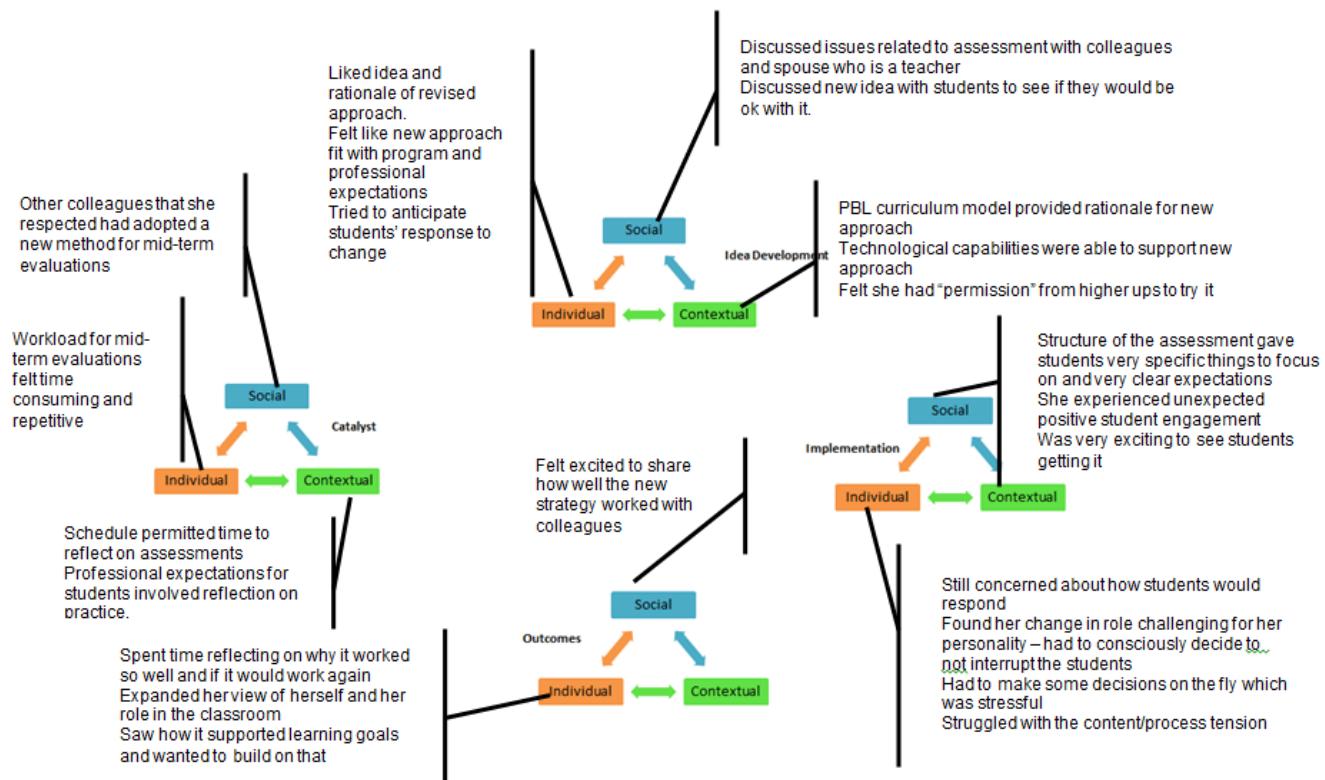 Discussed issues related to assessment with colleagues
and spouse who is a teacher
Discussed new idea with students to see if they would be
ok with it.
Liked idea and
rationale of revised
approach.
Felt like new approach
fit with program and
professional
expectations
Tried to anticipate
students' response to
change
Social
Idea Development
Individual
Contextual
PBL curriculum model provided rationale for new
approach
Technological capabilities were able to support new
approach
Felt she had “permission” from higher ups to try it
Other colleagues that she
respected had adopted a
new method for mid-term
evaluations
Workload for mid-
term evaluations
felt time
consuming and
repetitive
Social
Catalyst
Individual
Contextual
Schedule permitted time to
reflect on assessments
Professional expectations for
students involved reflection on
practice.
Structure of the assessment gave
students very specific things to focus
on and very clear expectations
She experienced unexpected
positive student engagement
Was very exciting to see students
getting it
Social
Implementation
Individual
Contextual
Still concerned about how students would
respond
Found her change in role challenging for her
personality – had to consciously decide to
not interrupt the students
Had to make some decisions on the fly which
was stressful
Struggled with the content/process tension
Felt excited to share
how well the new
strategy worked with
colleagues
Social
Outcomes
Individual
Contextual
Spent time reflecting on why it worked
so well and if it would work again
Expanded her view of herself and her
role in the classroom
Saw how it supported learning goals
and wanted to build on that